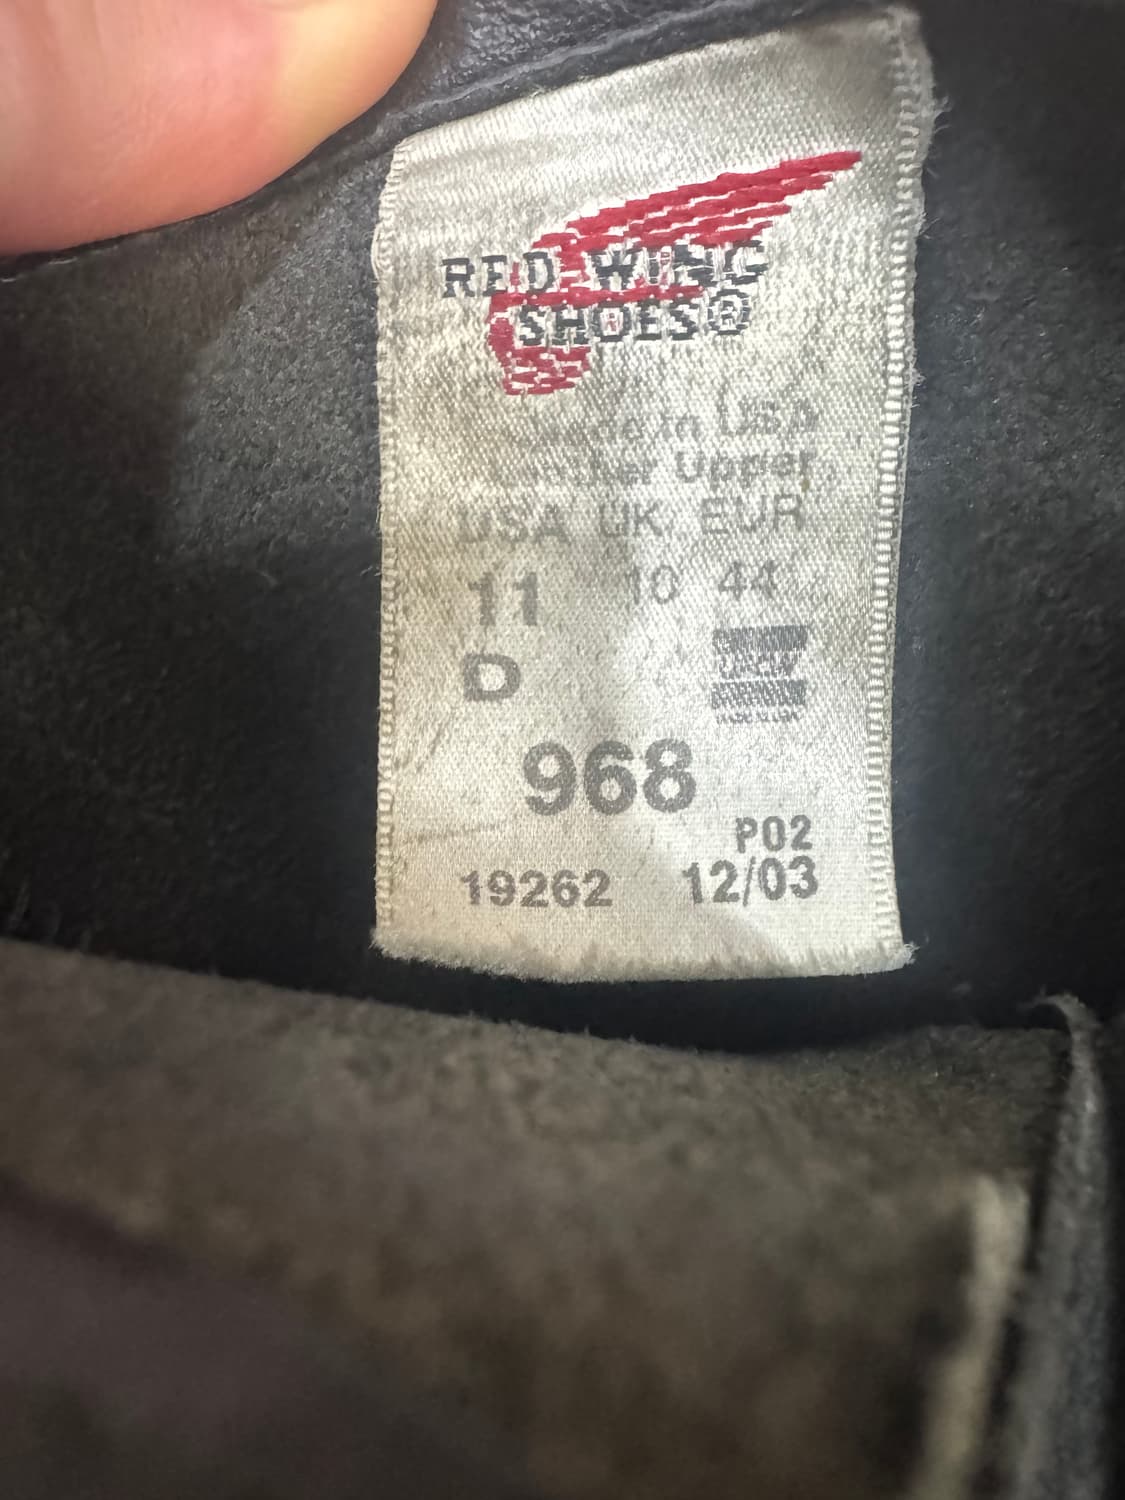 RED WING
SHOES®
Made in USA
Leather Upper
USA UK EUR
11 10 44
D
968
P02
19262 12/03